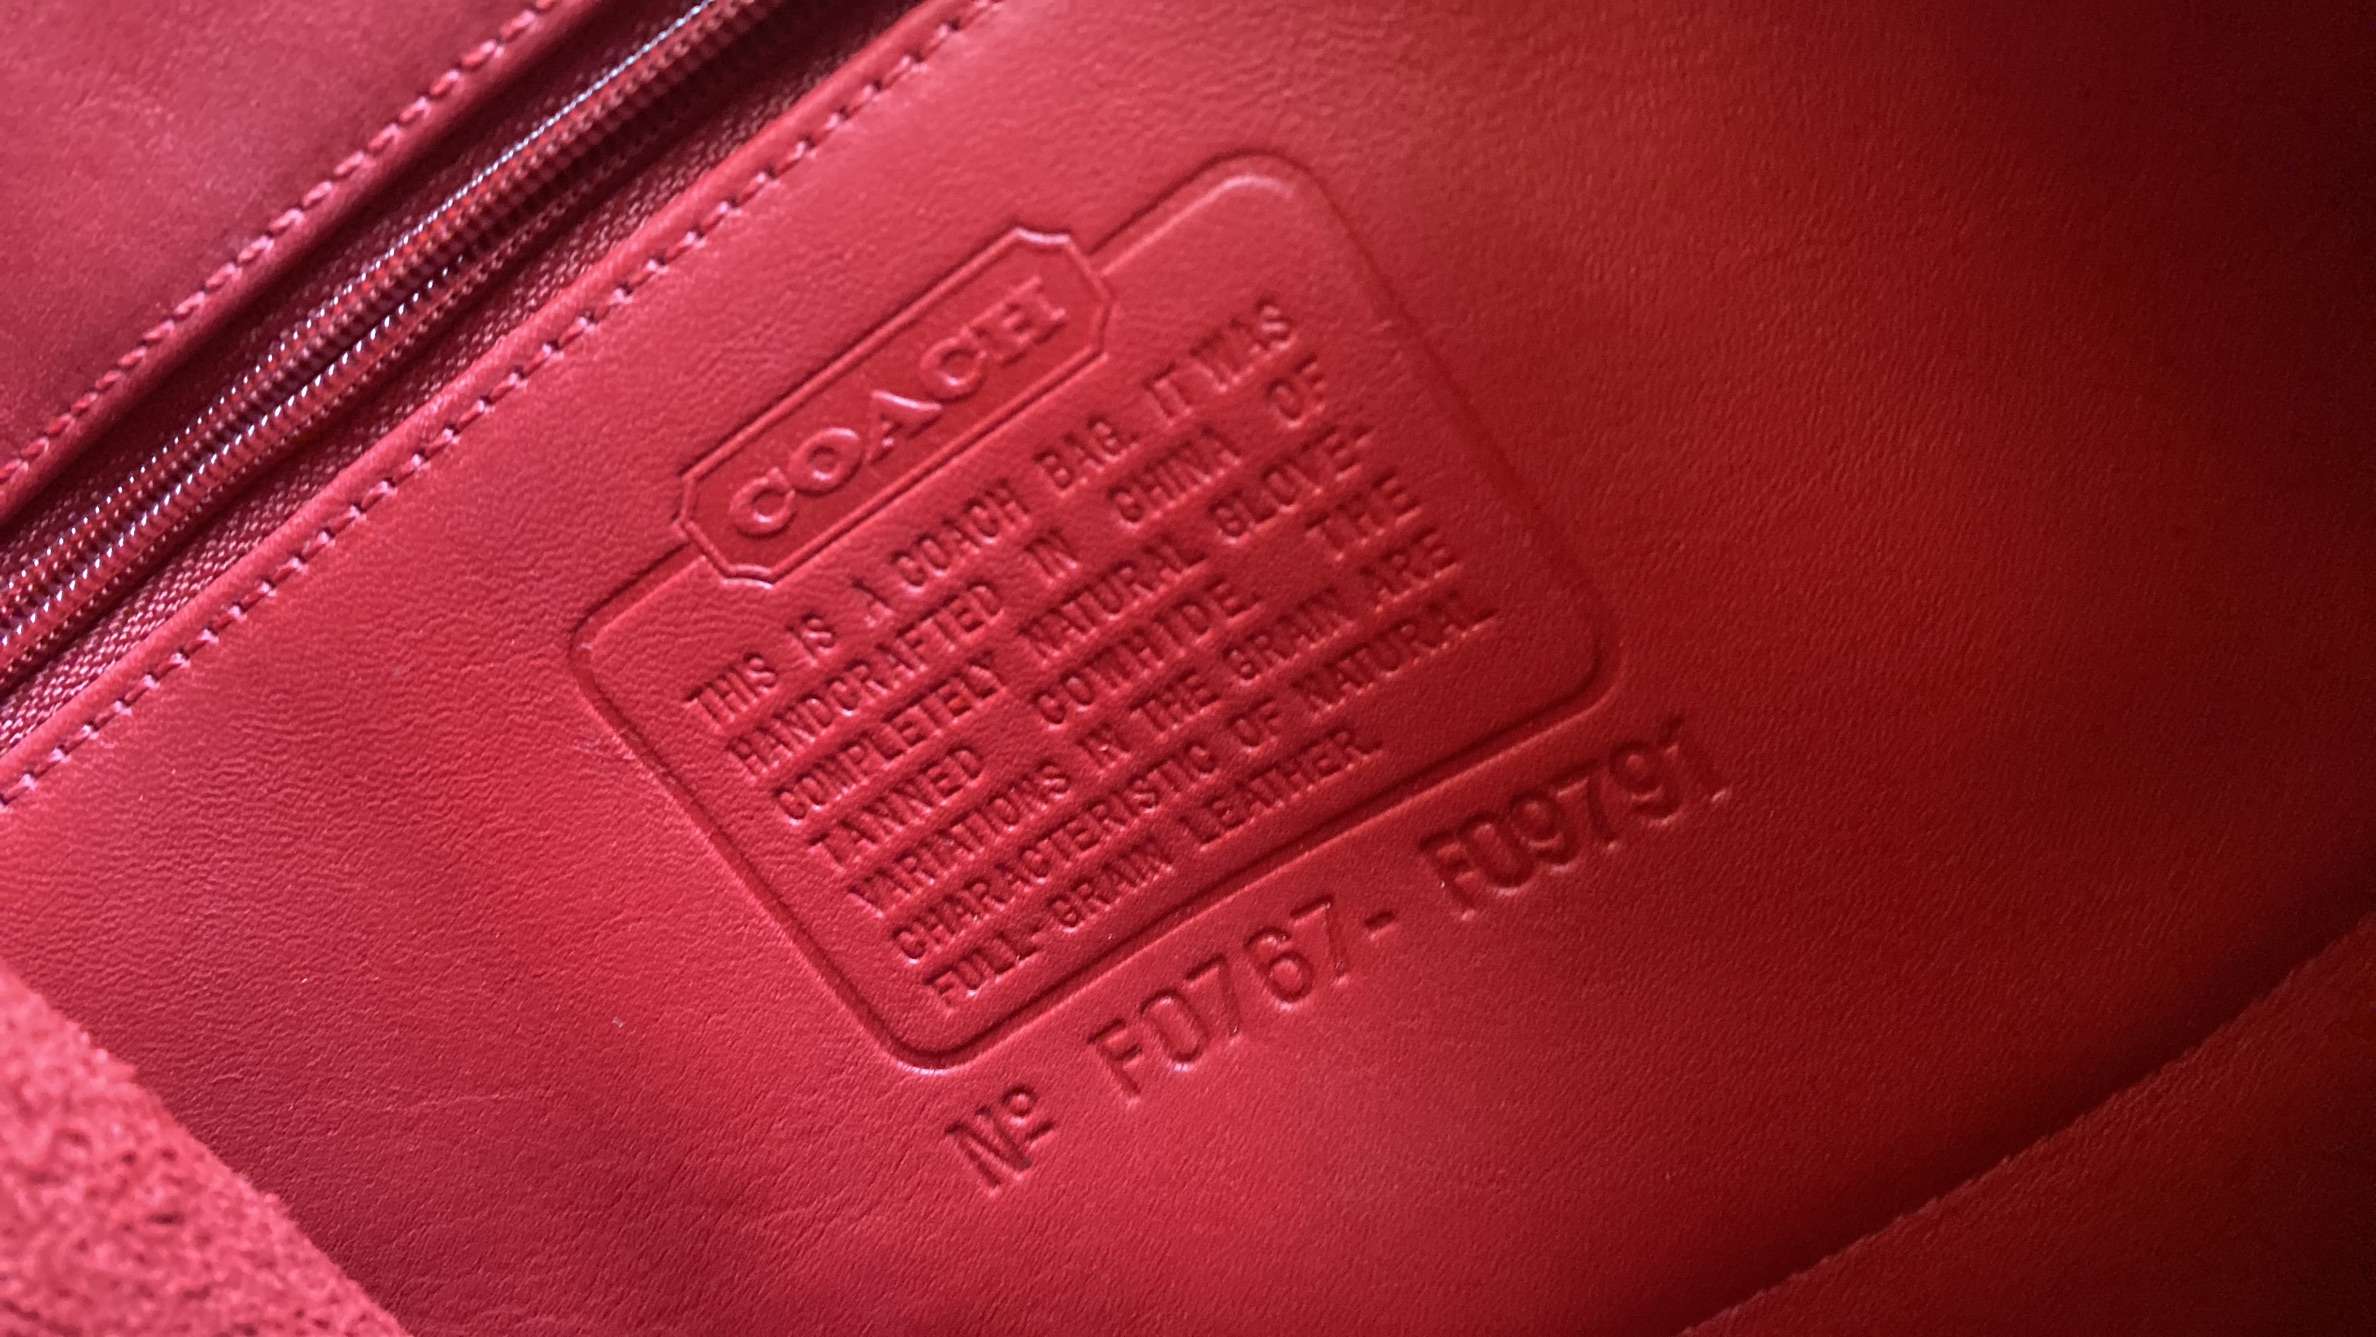 COACH
THIS IS A COACH BAG. IT WAS
HANDCRAFTED IN CHINA OF
COMPLETELY NATURAL GLOVE-
TANNED COWHIDE. THE
VARIATIONS IN THE GRAIN ARE
CHARACTERISTIC OF NATURAL
FULL-GRAIN LEATHER.
Nº F0767- F09791